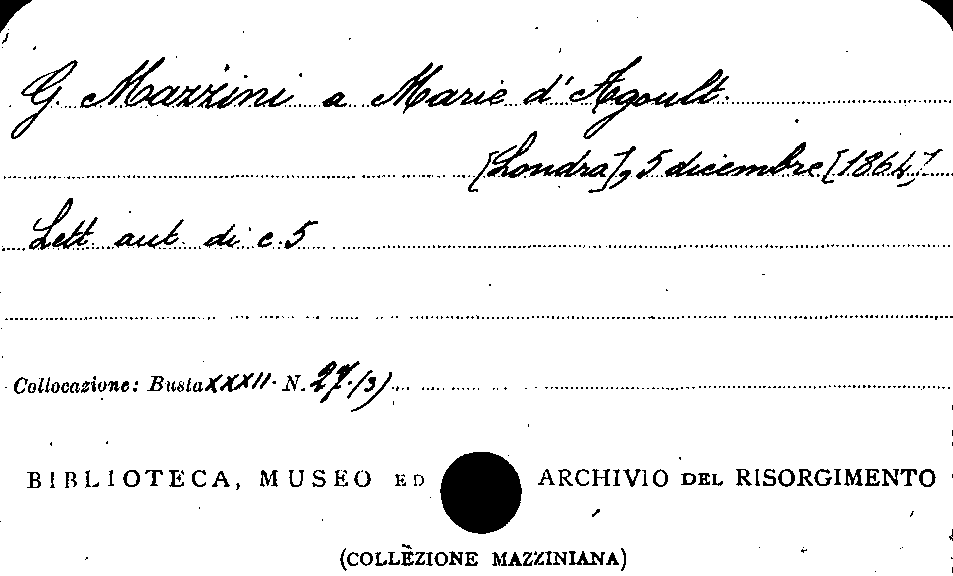 G. Mazzini a Marie d'Agoult.
[Londra], 5 dicembre [1864]
Lett. aut. di c. 5
Collocazione: Busta XXXII. N. 27.(3)
BIBLIOTECA, MUSEO ED ARCHIVIO DEL RISORGIMENTO
(COLLEZIONE MAZZINIANA)